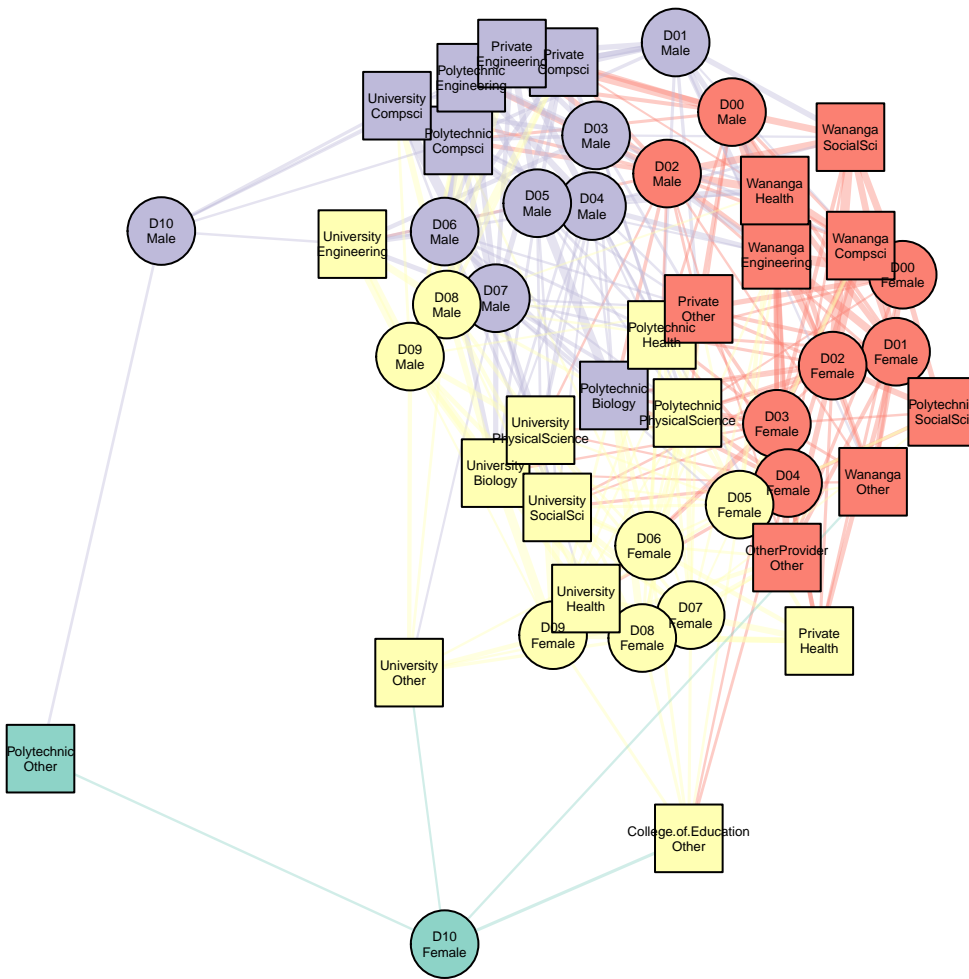 D01
Male
Private
Engineering
Private
Compsci
Polytechnic
Engineering
University
Compsci
D00
Male
Polytechnic
Compsci
D03
Male
Wananga
SocialSci
D02
Male
Wananga
Health
D05
Male
D04
Male
D10
Male
University
Engineering
D06
Male
Wananga
Engineering
Wananga
Compsci
D00
Female
D07
Male
D08
Male
Private
Other
Polytechnic
Health
D09
Male
D02
Female
D01
Female
Polytechnic
Biology
Polytechnic
PhysicalScience
Polytechnic
SocialSci
D03
Female
University
PhysicalScience
University
Biology
D04
Female
Wananga
Other
University
SocialSci
D05
Female
D06
Female
OtherProvider
Other
University
Health
D07
Female
D09
Female
D08
Female
Private
Health
University
Other
Polytechnic
Other
College.of.Education
Other
D10
Female